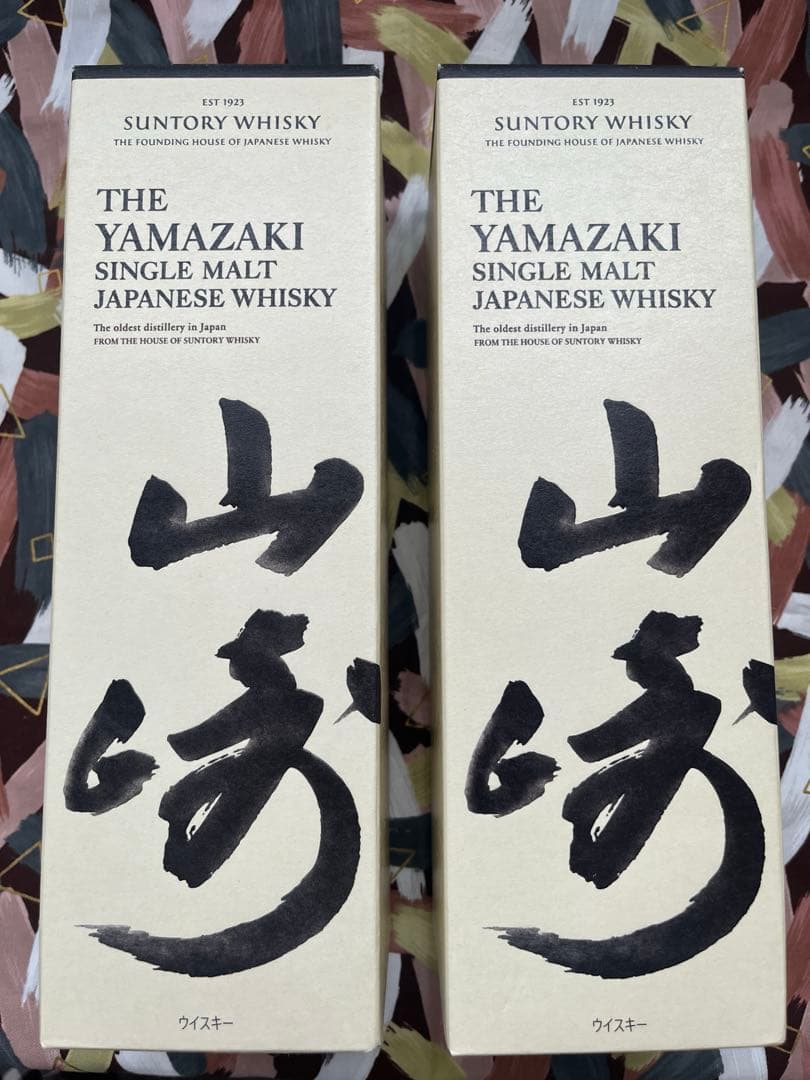 EST 1923
SUNTORY WHISKY
THE FOUNDING HOUSE OF JAPANESE WHISKY
THE
YAMAZAKI
SINGLE MALT
JAPANESE WHISKY
The oldest distillery in Japan
FROM THE HOUSE OF SUNTORY WHISKY
山
崎
ウイスキー
EST 1923
SUNTORY WHISKY
THE FOUNDING HOUSE OF JAPANESE WHISKY
THE
YAMAZAKI
SINGLE MALT
JAPANESE WHISKY
The oldest distillery in Japan
FROM THE HOUSE OF SUNTORY WHISKY
山
崎
ウイスキー